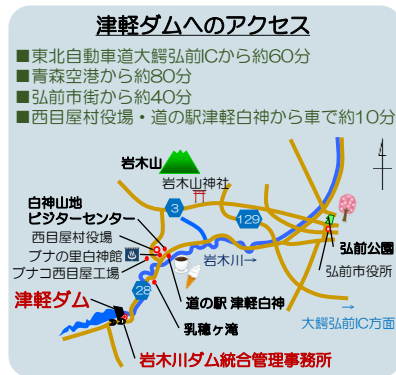 津軽ダムへのアクセス
■東北自動車道大鰐弘前ICから約60分
■青森空港から約80分
■弘前市街から約40分
■西目屋村役場・道の駅津軽白神から車で約10分
岩木山
岩木山神社
白神山地
ビジターセンター
3
129
西目屋村役場
ブナの里白神館
ブナコ西目屋工場
岩木川→
弘前公園
弘前市役所
津軽ダム
28
道の駅 津軽白神
乳穂ヶ滝
大鰐弘前IC方面
岩木川ダム統合管理事務所